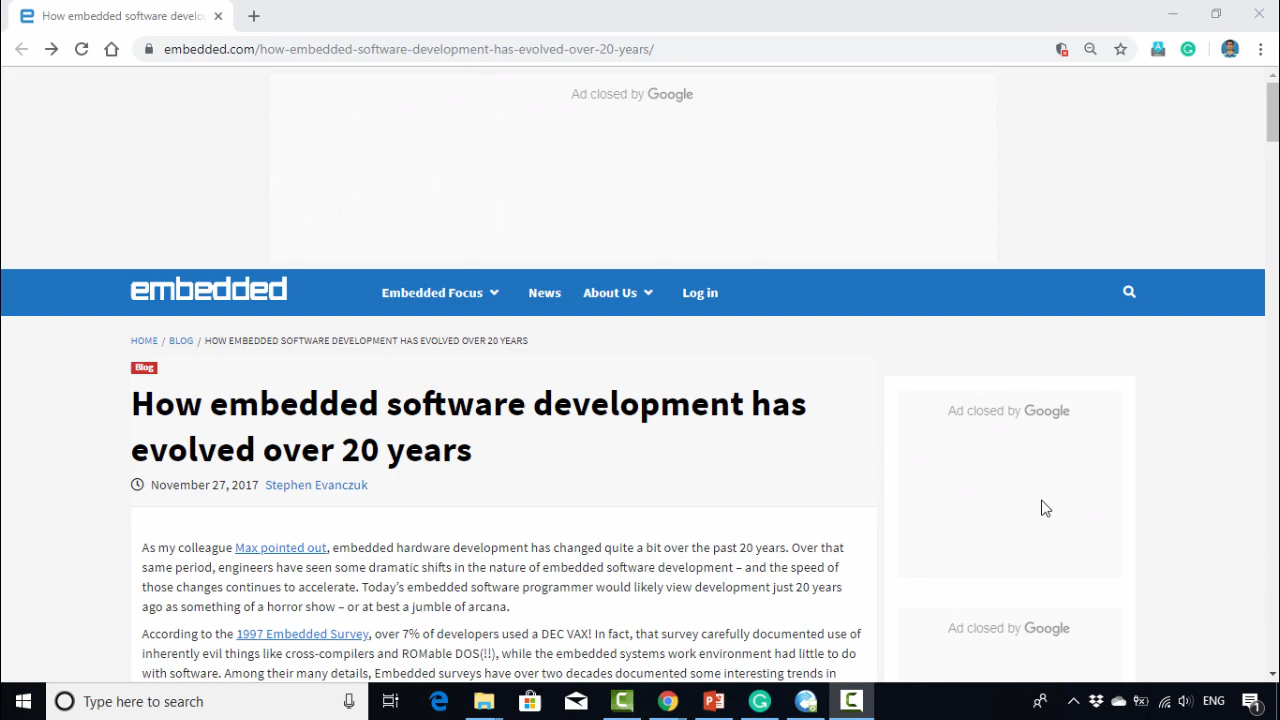 How embedded software develo
embedded.com/how-embedded-software-development-has-evolved-over-20-years/
Ad closed by Google
embedded
Embedded Focus
News
About Us
Log in
HOME / BLOG / HOW EMBEDDED SOFTWARE DEVELOPMENT HAS EVOLVED OVER 20 YEARS
Blog
How embedded software development has
evolved over 20 years
November 27, 2017 Stephen Evanczuk
Ad closed by Google
As my colleague Max pointed out, embedded hardware development has changed quite a bit over the past 20 years. Over that
same period, engineers have seen some dramatic shifts in the nature of embedded software development – and the speed of
those changes continues to accelerate. Today’s embedded software programmer would likely view development just 20 years
ago as something of a horror show – or at best a jumble of arcana.
According to the 1997 Embedded Survey, over 7% of developers used a DEC VAX! In fact, that survey carefully documented use of
inherently evil things like cross-compilers and ROMable DOS(!!), while the embedded systems work environment had little to do
with software. Among their many details, Embedded surveys have over two decades documented some interesting trends in
Ad closed by Google
Type here to search
ENG
1